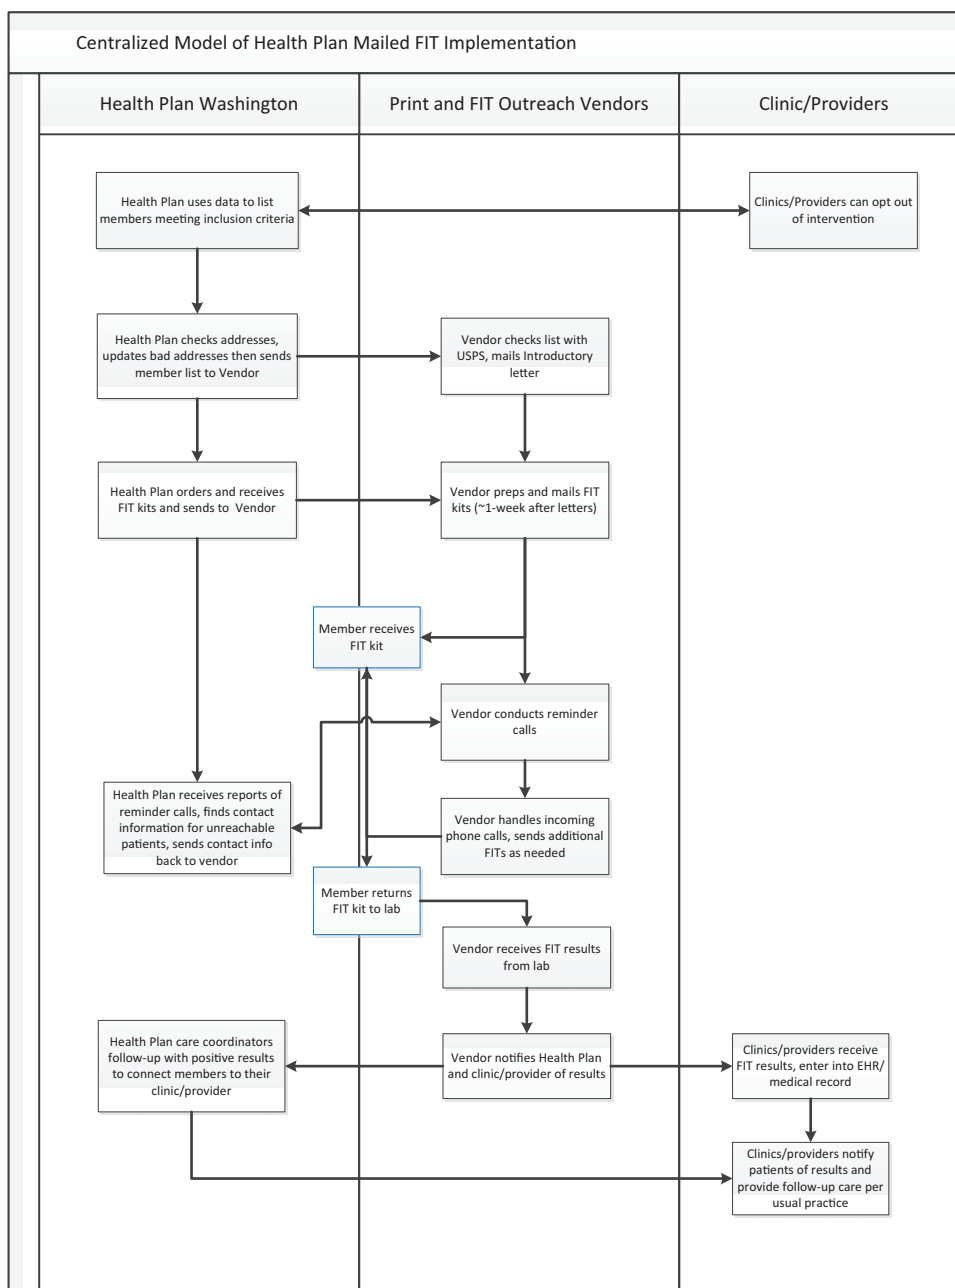 Centralized Model of Health Plan Mailed FIT Implementation
Health Plan Washington
Print and FIT Outreach Vendors
Clinic/Providers
Health Plan uses data to list
members meeting inclusion criteria
Clinics/Providers can opt out
of intervention
Health Plan checks addresses,
updates bad addresses then sends
member list to Vendor
Vendor checks list with
USPS, mails Introductory
letter
Health Plan orders and receives
FIT kits and sends to Vendor
Vendor preps and mails FIT
kits (~1-week after letters)
Member receives
FIT kit
Vendor conducts reminder
calls
Health Plan receives reports of
reminder calls, finds contact
information for unreachable
patients, sends contact info
back to vendor
Vendor handles incoming
phone calls, sends additional
FITs as needed
Member returns
FIT kit to lab
Vendor receives FIT results
from lab
Health Plan care coordinators
follow-up with positive results
to connect members to their
clinic/provider
Vendor notifies Health Plan
and clinic/provider of results
Clinics/providers receive
FIT results, enter into EHR/
medical record
Clinics/providers notify
patients of results and
provide follow-up care per
usual practice